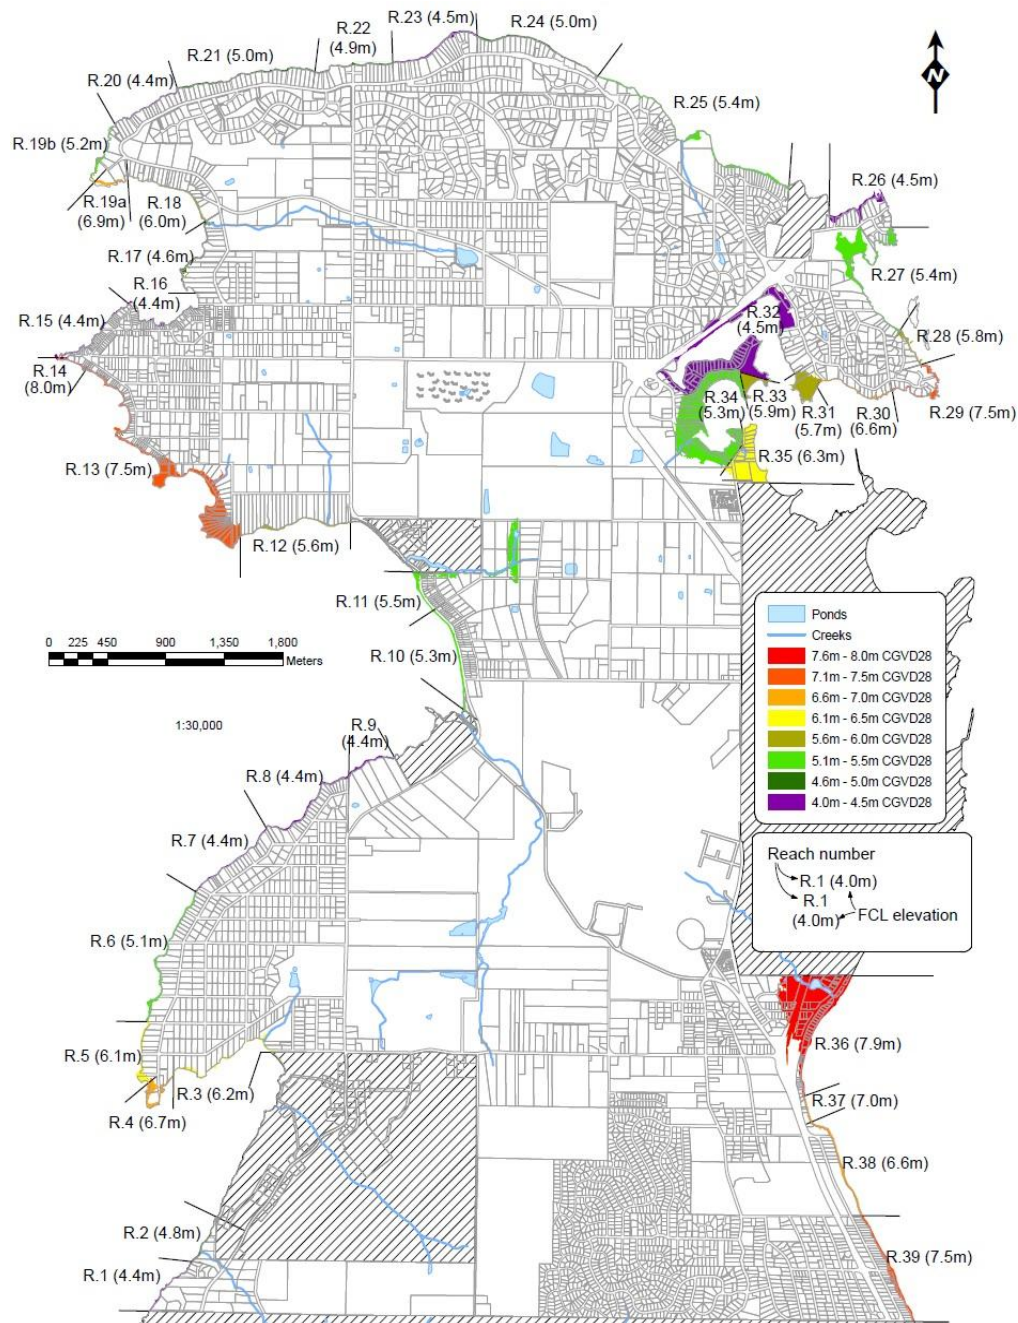 R.23 (4.5m)
R.24 (5.0m)
R.22
(4.9m)
R.21 (5.0m)
R.20 (4.4m)
R.25 (5.4m)
N
R.19b (5.2m)
R.26 (4.5m)
R.19a
(6.9m)
R.18
(6.0m)
R.17 (4.6m)
R.27 (5.4m)
R.16
(4.4m)
R.15 (4.4m)
R.32
(4.5m)
R.28 (5.8m)
R.14
(8.0m)
R.34
(5.3m)
R.33
(5.9m)
R.31
(5.7m)
R.30
(6.6m)
R.29 (7.5m)
R.35 (6.3m)
R.13 (7.5m)
R.12 (5.6m)
R.11 (5.5m)
0 225 450 900 1,350 1,800
Meters
R.10 (5.3m)
1:30,000
R.9
(4.4m)
R.8 (4.4m)
R.7 (4.4m)
Ponds
Creeks
7.6m - 8.0m CGVD28
7.1m - 7.5m CGVD28
6.6m - 7.0m CGVD28
6.1m - 6.5m CGVD28
5.6m - 6.0m CGVD28
5.1m - 5.5m CGVD28
4.6m - 5.0m CGVD28
4.0m - 4.5m CGVD28
Reach number
R.1 (4.0m)
R.1
(4.0m)
FCL elevation
R.6 (5.1m)
R.5 (6.1m)
R.3 (6.2m)
R.4 (6.7m)
R.36 (7.9m)
R.37 (7.0m)
R.38 (6.6m)
R.2 (4.8m)
R.1 (4.4m)
R.39 (7.5m)